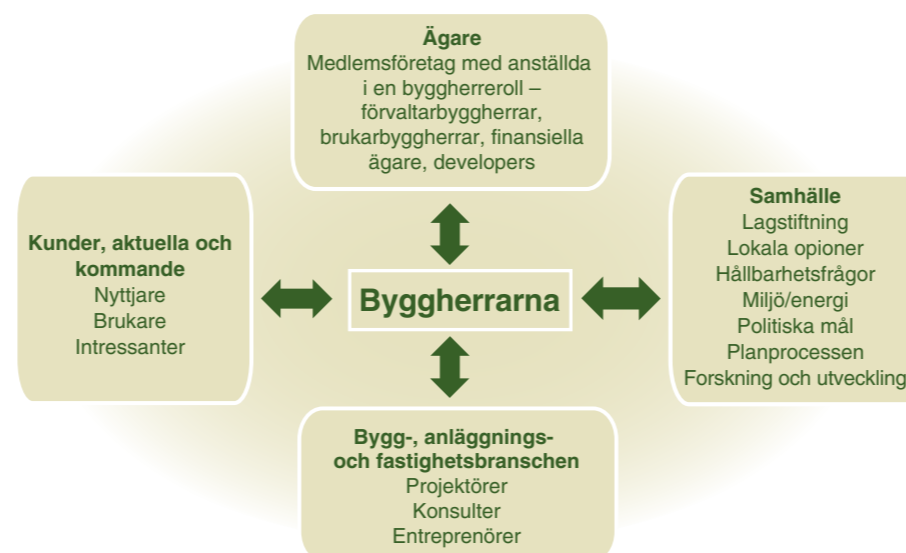 Ägare
Medlemsföretag med anställda
i en byggherreroll –
förvaltarbyggherrar,
brukarbyggherrar, finansiella
ägare, developers
Kunder, aktuella och
kommande
Nyttjare
Brukare
Intressanter
Byggherrarna
Samhälle
Lagstiftning
Lokala opioner
Hållbarhetsfrågor
Miljö/energi
Politiska mål
Planprocessen
Forskning och utveckling
Bygg-, anläggnings-
och fastighetsbranschen
Projektörer
Konsulter
Entreprenörer